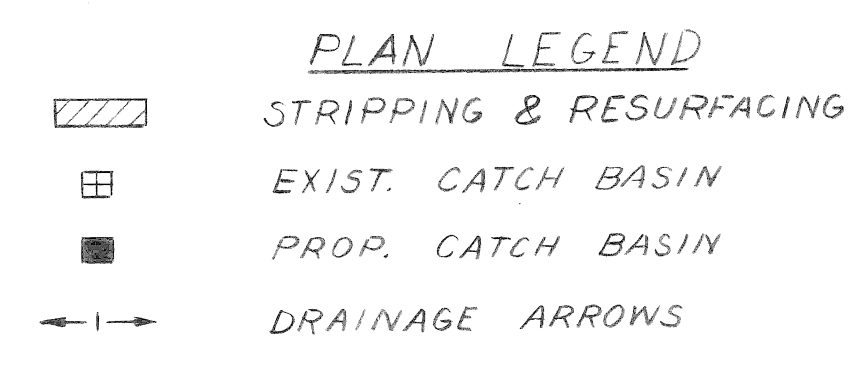 PLAN LEGEND
STRIPPING & RESURFACING
EXIST. CATCH BASIN
PROP. CATCH BASIN
DRAINAGE ARROWS